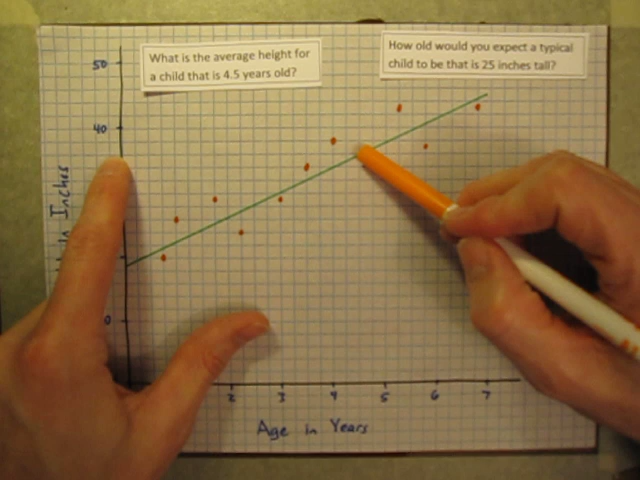 What is the average height for
a child that is 4.5 years old?
How old would you expect a typical
child to be that is 25 inches tall?
50
40
In Inches
0
2 3 4 5 6 7
Age in Years